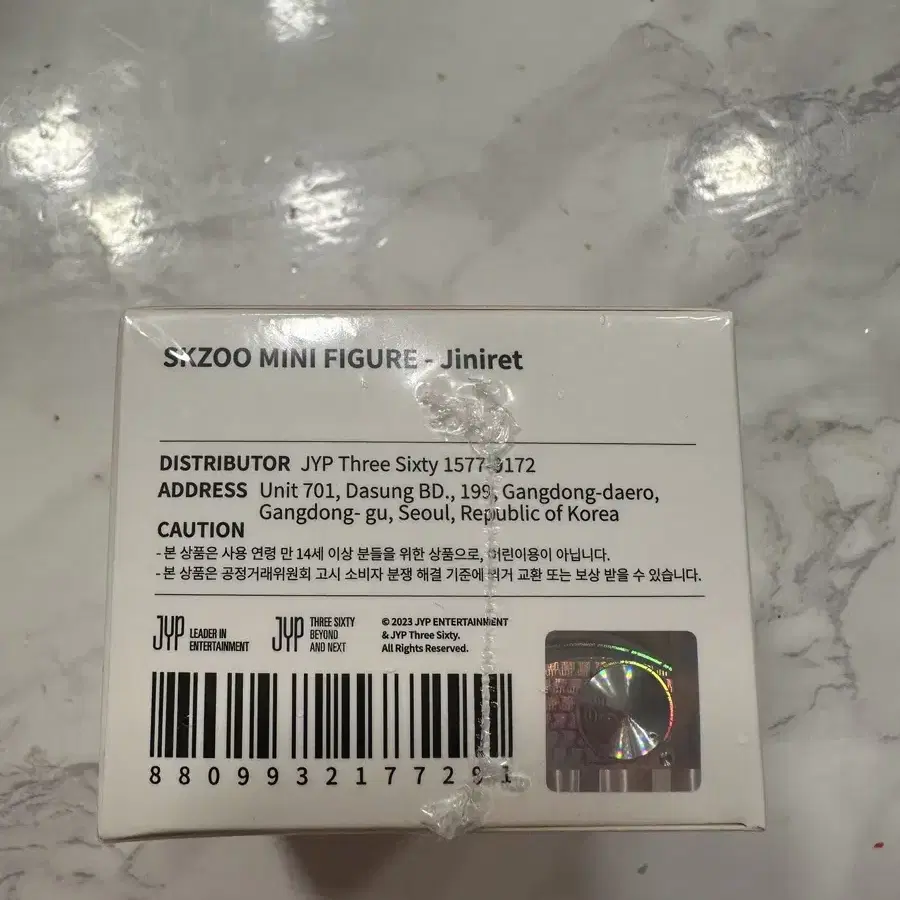 SKZOO MINI FIGURE - Jiniret
DISTRIBUTOR JYP Three Sixty 1577-9172
ADDRESS Unit 701, Dasung BD., 199, Gangdong-daero,
Gangdong- gu, Seoul, Republic of Korea
CAUTION
- 본 상품은 사용 연령 만 14세 이상 분들을 위한 상품으로, 어린이용이 아닙니다.
- 본 상품은 공정거래위원회 고시 소비자 분쟁 해결 기준에 의거 교환 또는 보상 받을 수 있습니다.
JYP LEADER IN
ENTERTAINMENT
JYP THREE SIXTY
BEYOND
AND NEXT
© 2023 JYP ENTERTAINMENT
& JYP Three Sixty.
All Rights Reserved.
8809932177291